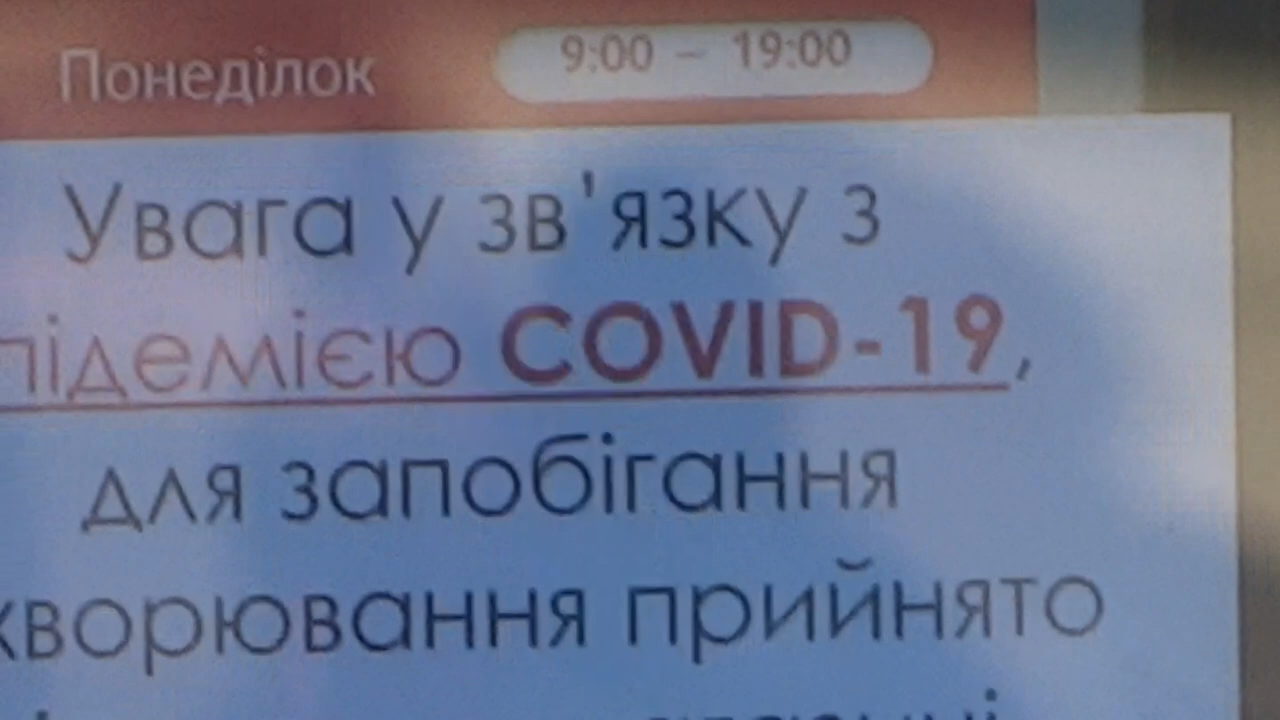 Понеділок 9:00 – 19:00
Увага у зв'язку з
підемією COVID-19,
для запобігання
хворювання прийнято